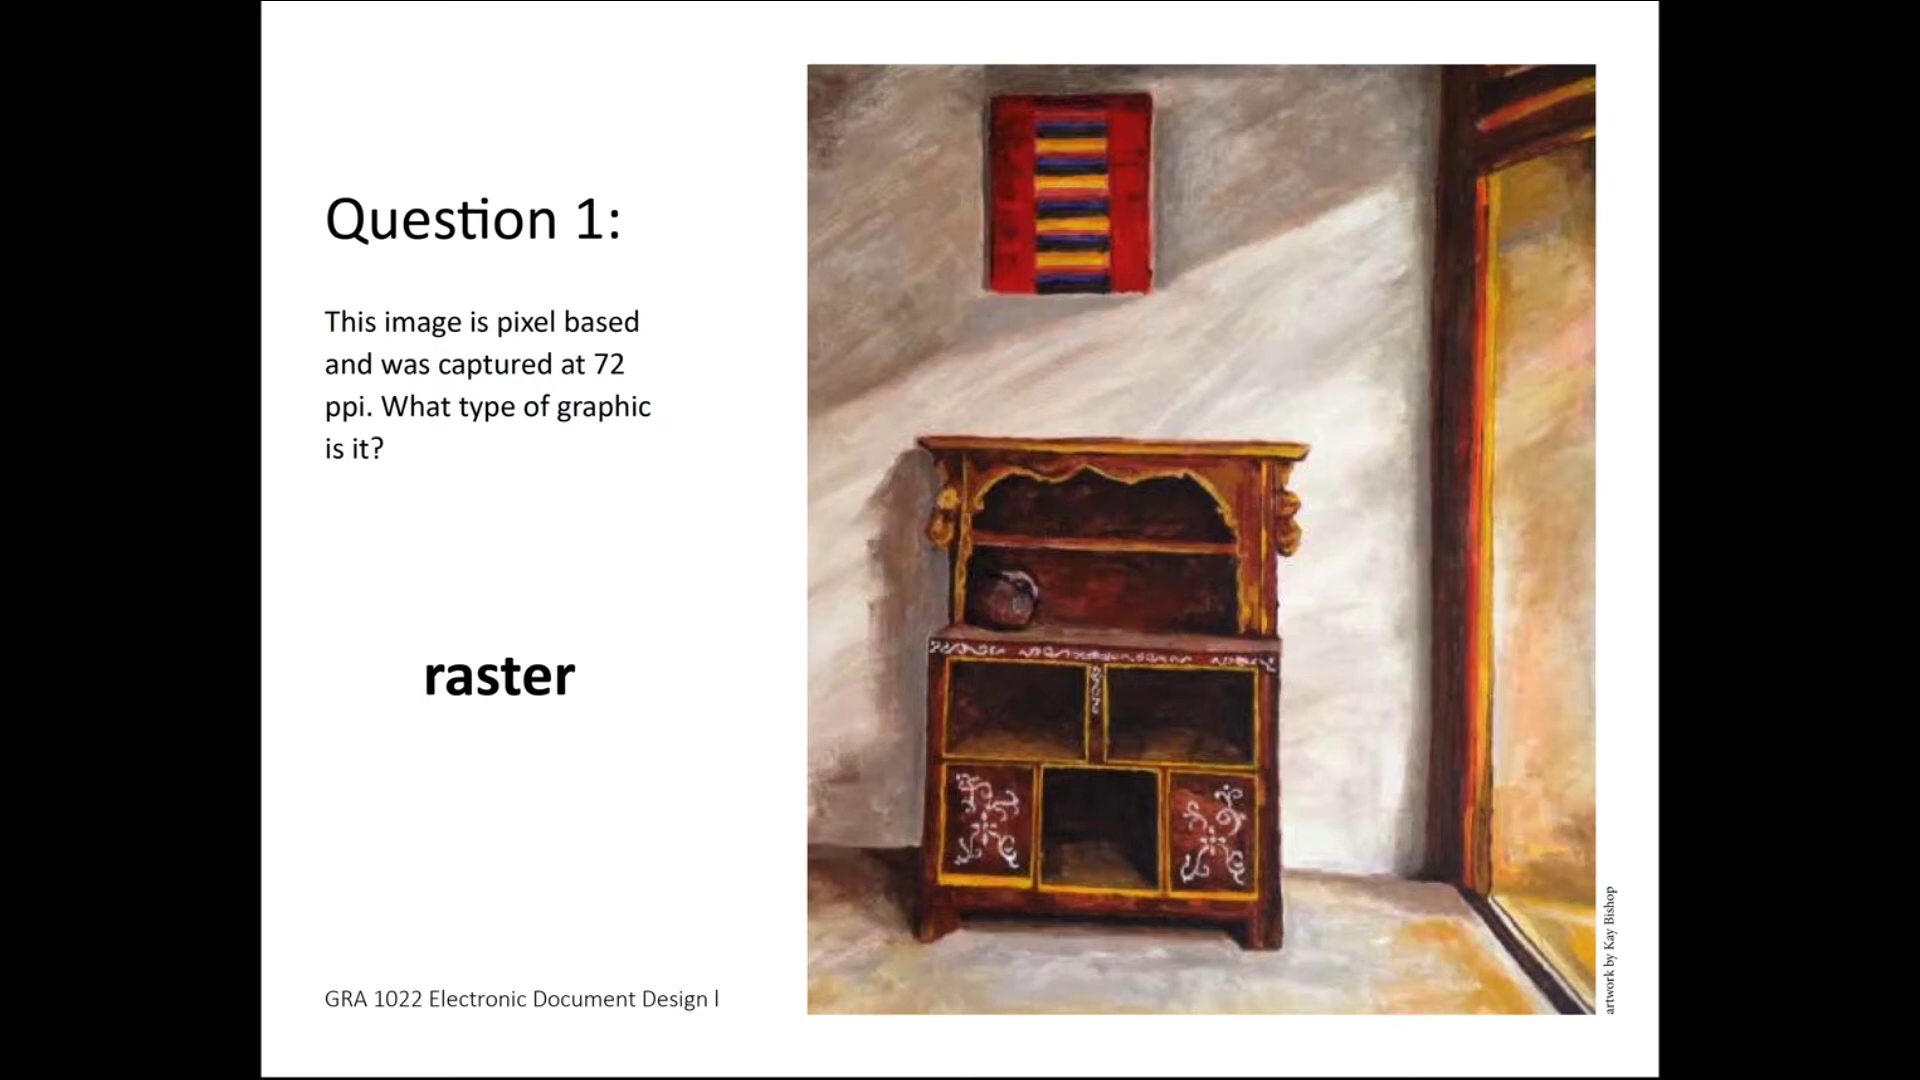 Question 1:
This image is pixel based
and was captured at 72
ppi. What type of graphic
is it?
raster
GRA 1022 Electronic Document Design l
artwork by Kay Bishop